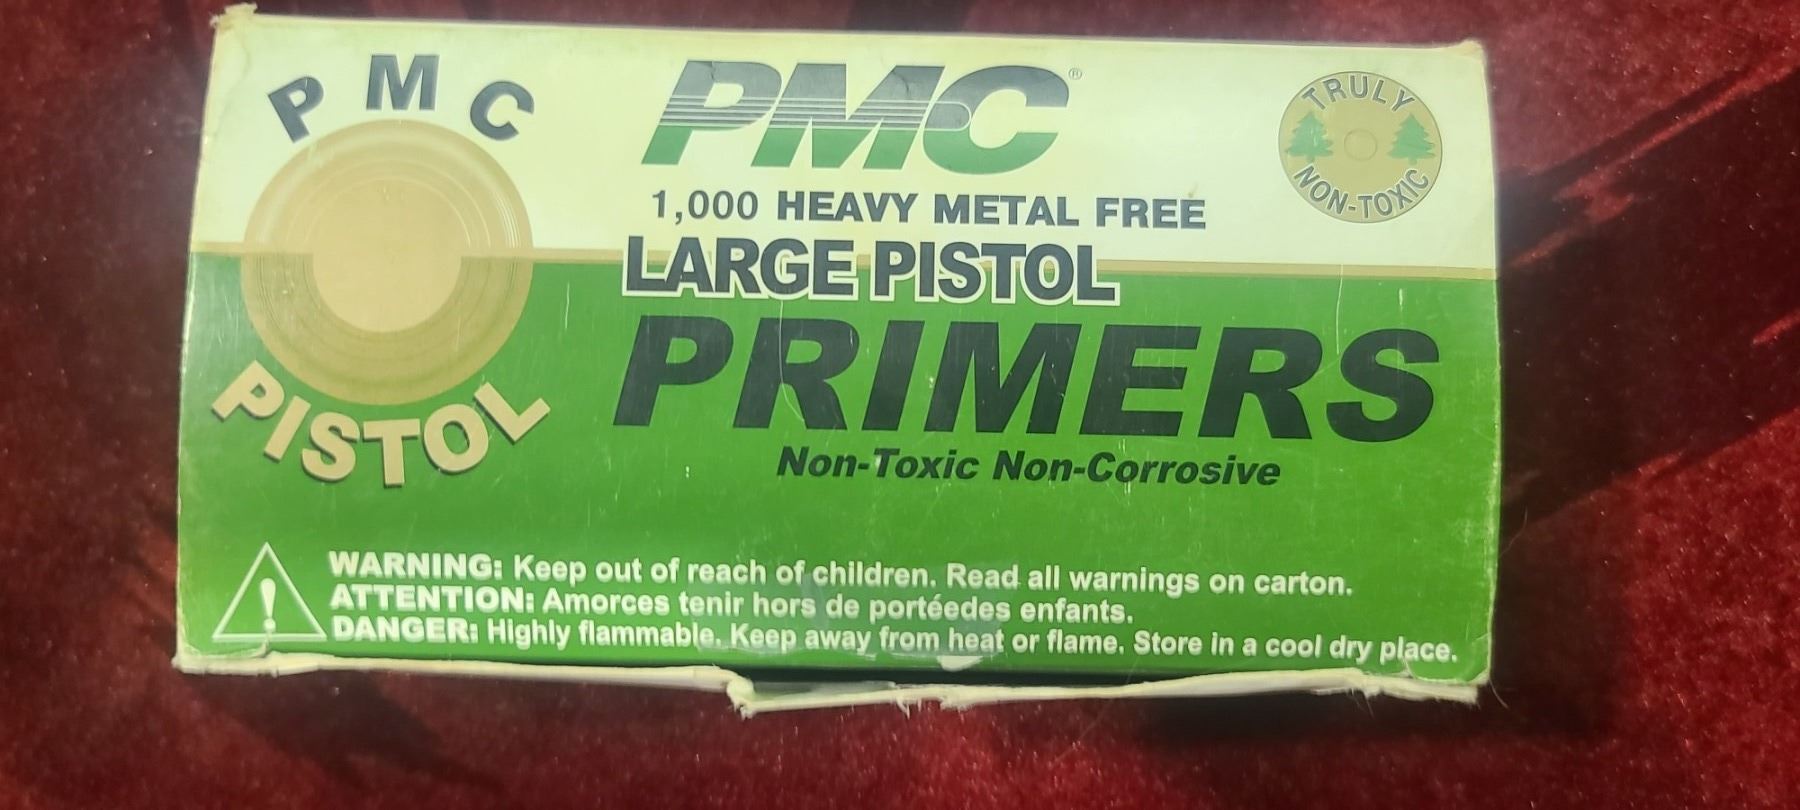 PMC
PISTOL
PMC®
1,000 HEAVY METAL FREE
LARGE PISTOL
PRIMERS
Non-Toxic Non-Corrosive
TRULY
NON-TOXIC
WARNING: Keep out of reach of children. Read all warnings on carton.
ATTENTION: Amorces tenir hors de portéedes enfants.
DANGER: Highly flammable. Keep away from heat or flame. Store in a cool dry place.